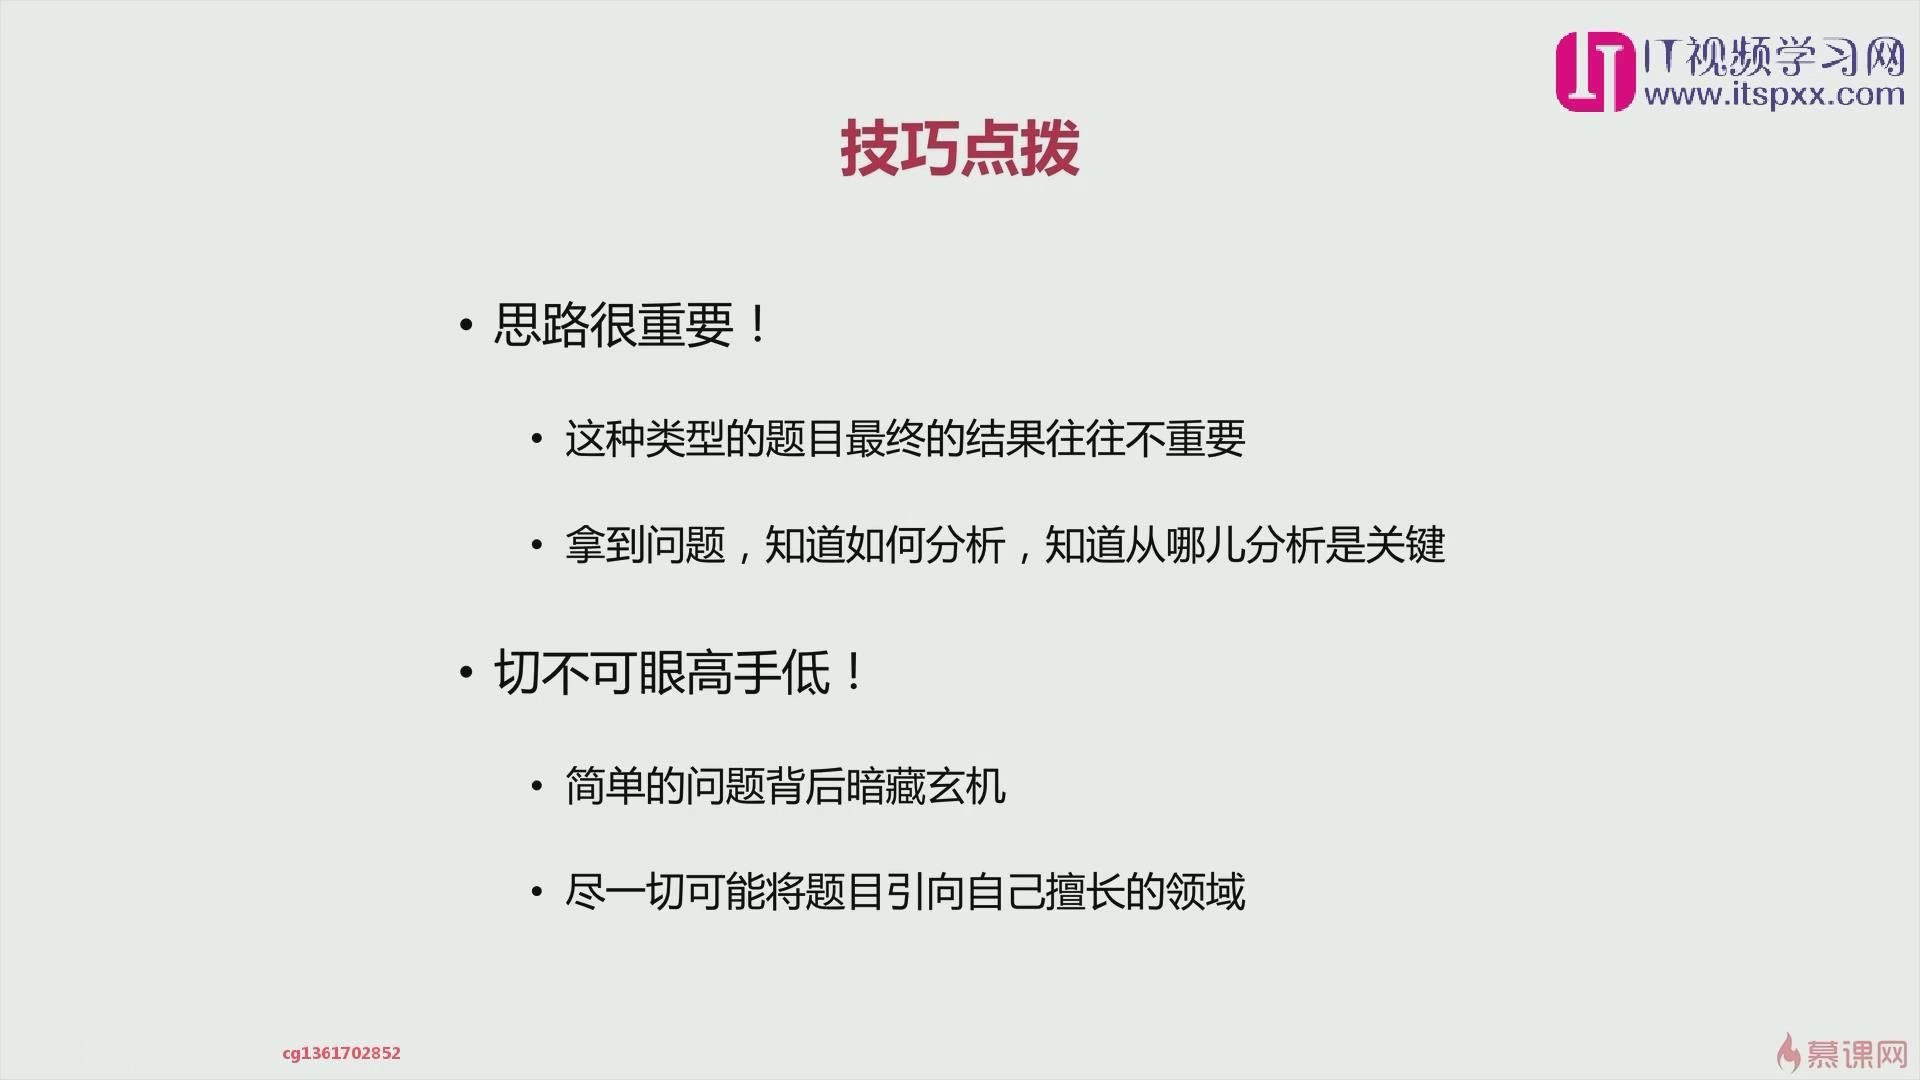 IT视频学习网
www.itspxx.com
技巧点拨
• 思路很重要！
• 这种类型的题目最终的结果往往不重要
• 拿到问题，知道如何分析，知道从哪儿分析是关键
• 切不可眼高手低！
• 简单的问题背后暗藏玄机
• 尽一切可能将题目引向自己擅长的领域
cg1361702852
慕课网